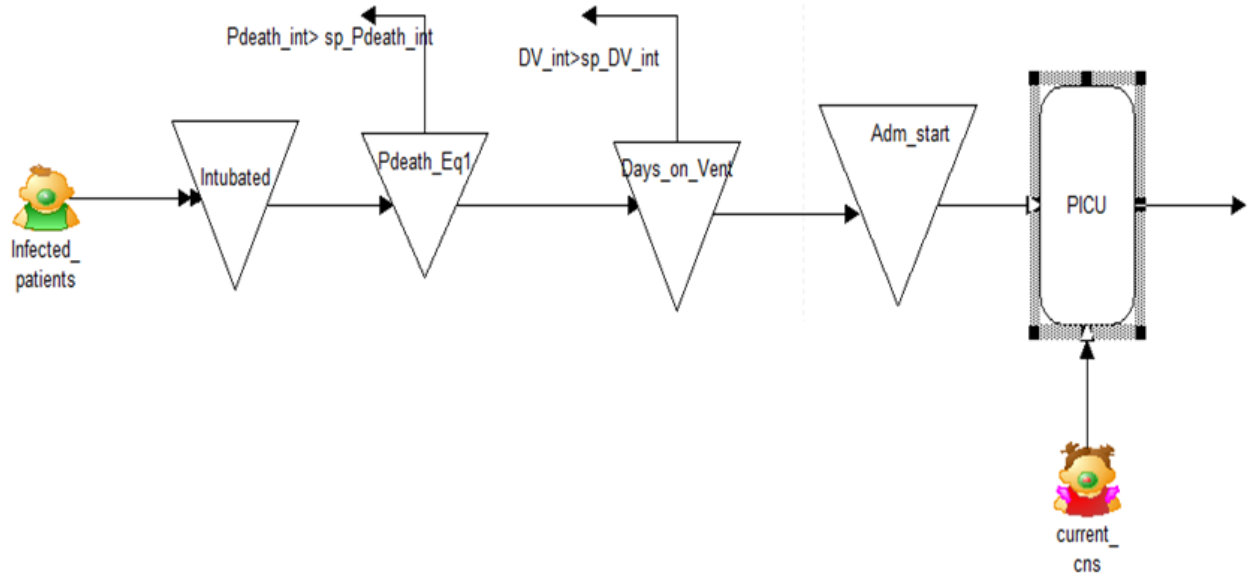 Pdeath_int> sp_Pdeath_int
DV_int>sp_DV_int
Intubated
Pdeath_Eq1
Days_on_Vent
Adm_start
PICU
Infected_
patients
current_
cns